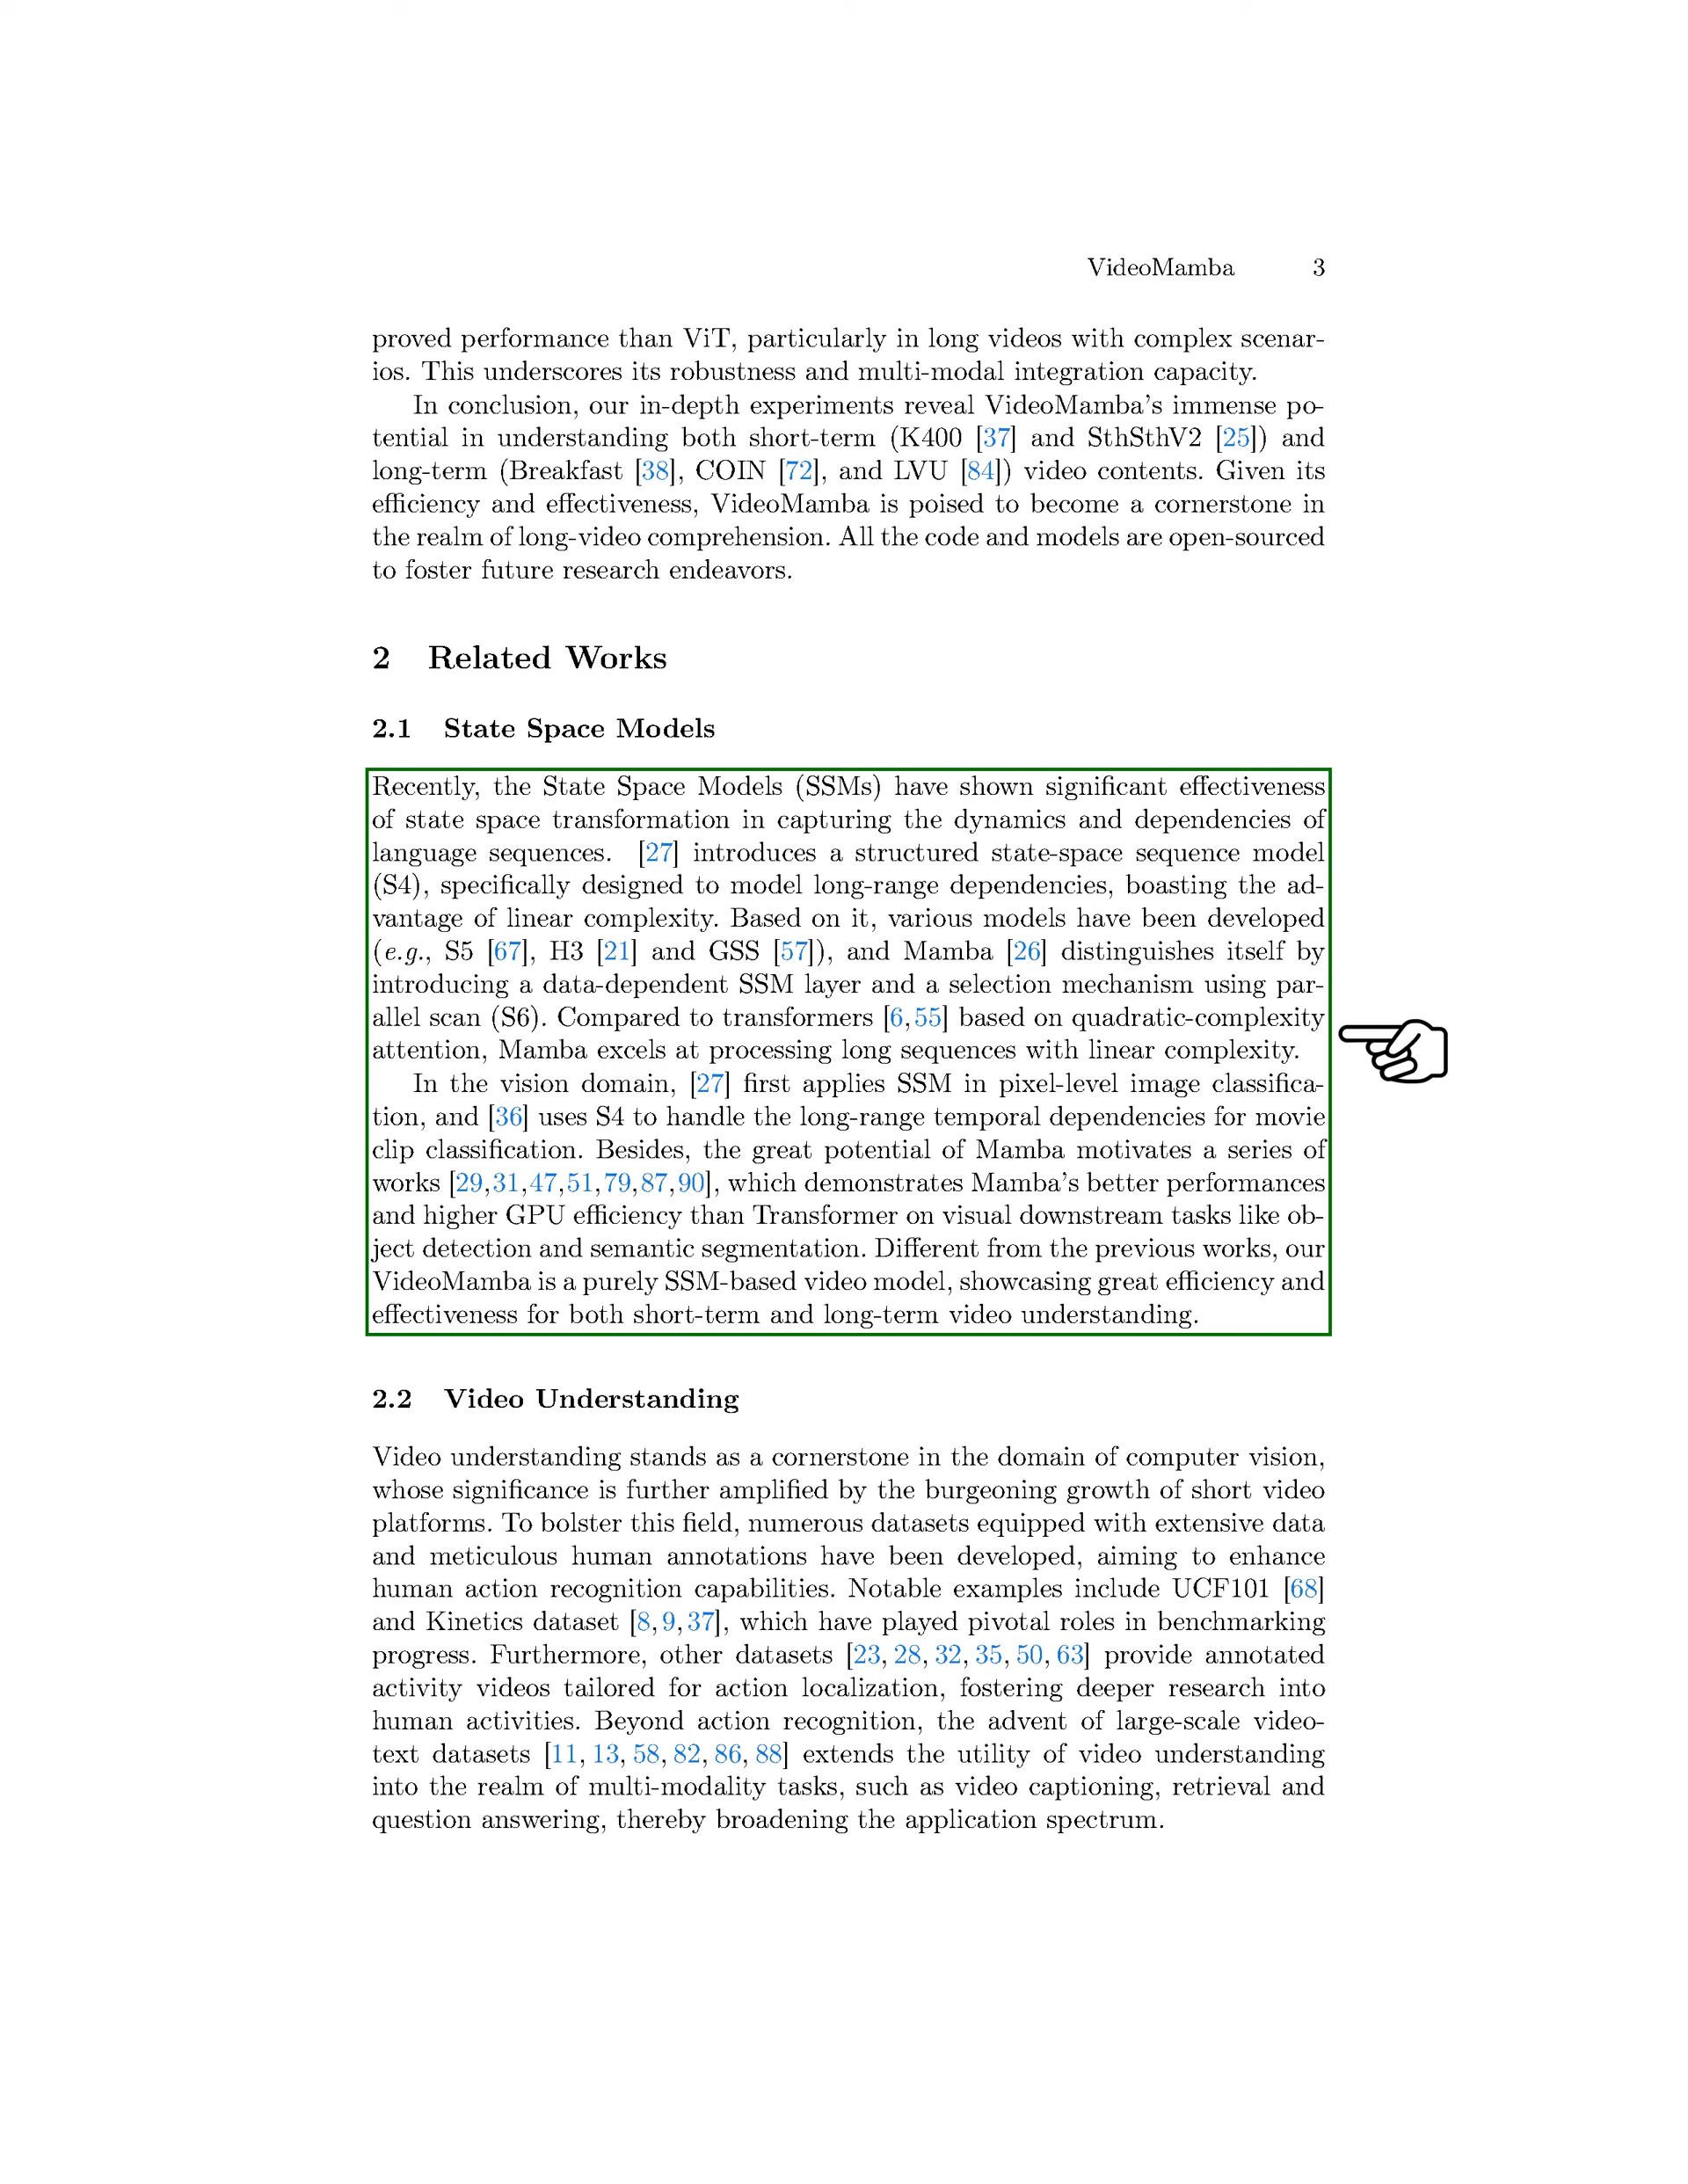 VideoMamba 3
proved performance than ViT, particularly in long videos with complex scenar-
ios. This underscores its robustness and multi-modal integration capacity.
In conclusion, our in-depth experiments reveal VideoMamba's immense po-
tential in understanding both short-term (K400 [37] and SthSthV2 [25]) and
long-term (Breakfast [38], COIN [72], and LVU [84]) video contents. Given its
efficiency and effectiveness, VideoMamba is poised to become a cornerstone in
the realm of long-video comprehension. All the code and models are open-sourced
to foster future research endeavors.
2 Related Works
2.1 State Space Models
Recently, the State Space Models (SSMs) have shown significant effectiveness
of state space transformation in capturing the dynamics and dependencies of
language sequences. [27] introduces a structured state-space sequence model
(S4), specifically designed to model long-range dependencies, boasting the ad-
vantage of linear complexity. Based on it, various models have been developed
(e.g., S5 [67], H3 [21] and GSS [57]), and Mamba [26] distinguishes itself by
introducing a data-dependent SSM layer and a selection mechanism using par-
allel scan (S6). Compared to transformers [6,55] based on quadratic-complexity
attention, Mamba excels at processing long sequences with linear complexity.
In the vision domain, [27] first applies SSM in pixel-level image classifica-
tion, and [36] uses S4 to handle the long-range temporal dependencies for movie
clip classification. Besides, the great potential of Mamba motivates a series of
works [29,31,47,51,79,87,90], which demonstrates Mamba's better performances
and higher GPU efficiency than Transformer on visual downstream tasks like ob-
ject detection and semantic segmentation. Different from the previous works, our
VideoMamba is a purely SSM-based video model, showcasing great efficiency and
effectiveness for both short-term and long-term video understanding.
2.2 Video Understanding
Video understanding stands as a cornerstone in the domain of computer vision,
whose significance is further amplified by the burgeoning growth of short video
platforms. To bolster this field, numerous datasets equipped with extensive data
and meticulous human annotations have been developed, aiming to enhance
human action recognition capabilities. Notable examples include UCF101 [68]
and Kinetics dataset [8,9,37], which have played pivotal roles in benchmarking
progress. Furthermore, other datasets [23, 28, 32, 35, 50, 63] provide annotated
activity videos tailored for action localization, fostering deeper research into
human activities. Beyond action recognition, the advent of large-scale video-
text datasets [11, 13, 58, 82, 86, 88] extends the utility of video understanding
into the realm of multi-modality tasks, such as video captioning, retrieval and
question answering, thereby broadening the application spectrum.